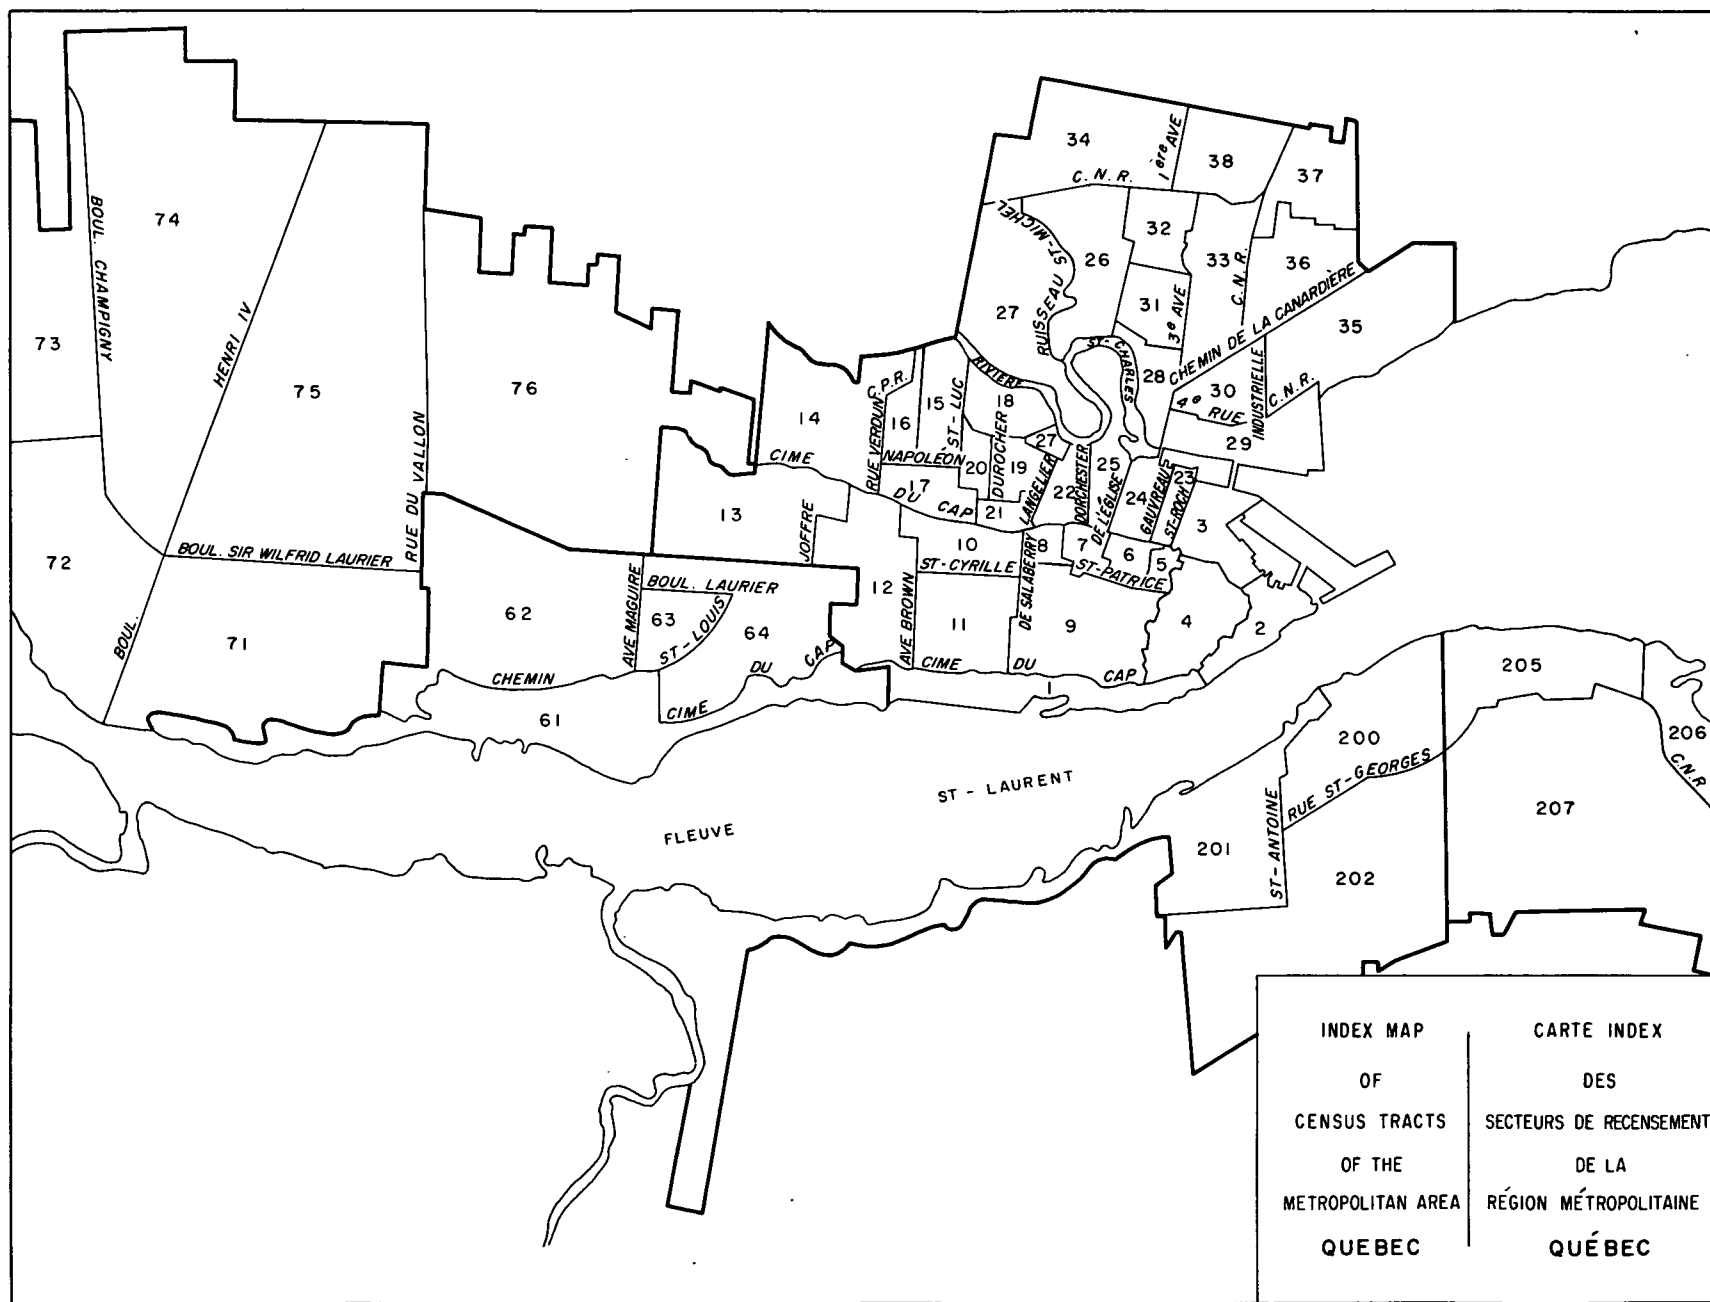 34
1ère AVE
38
37
C. N. R.
74
BOUL. CHAMPIGNY
ST-MICHEL
RUISSEAU
32
26
33
36
C. N. R.
73
HENRI IV
75
76
27
31
3e AVE
CHEMIN DE LA CANARDIÈRE
35
RIVIÈRE
ST-CHARLES
28
C.P.R.
14
RUE VERDUN
16
15
ST-LUC
18
30
4e RUE
INDUSTRIELLE
C. N. R.
29
CIME
NAPOLÉON
DU
CAP
17
20
DUROCHER
19
27
21
LANGELIER
22
DORCHESTER
25
DE L'ÉGLISE
24
GAUVREAU
23
ST-ROCH
3
RUE DU VALLON
13
JOFFRE
72
BOUL. SIR WILFRID LAURIER
10
8
7
6
5
ST-CYRILLE
ST-PATRICE
BOUL. LAURIER
12
AVE MAGUIRE
62
63
ST-LOUIS
64
AVE BROWN
11
DE SALABERRY
9
4
2
BOUL.
71
CHEMIN
CIME
DU
CAP
CIME
DU
CAP
1
61
205
206
C.N.R
200
RUE ST-GEORGES
ST-ANTOINE
201
202
207
FLEUVE
ST - LAURENT
INDEX MAP
OF
CENSUS TRACTS
OF THE
METROPOLITAN AREA
QUEBEC
CARTE INDEX
DES
SECTEURS DE RECENSEMENT
DE LA
RÉGION MÉTROPOLITAINE
QUÉBEC